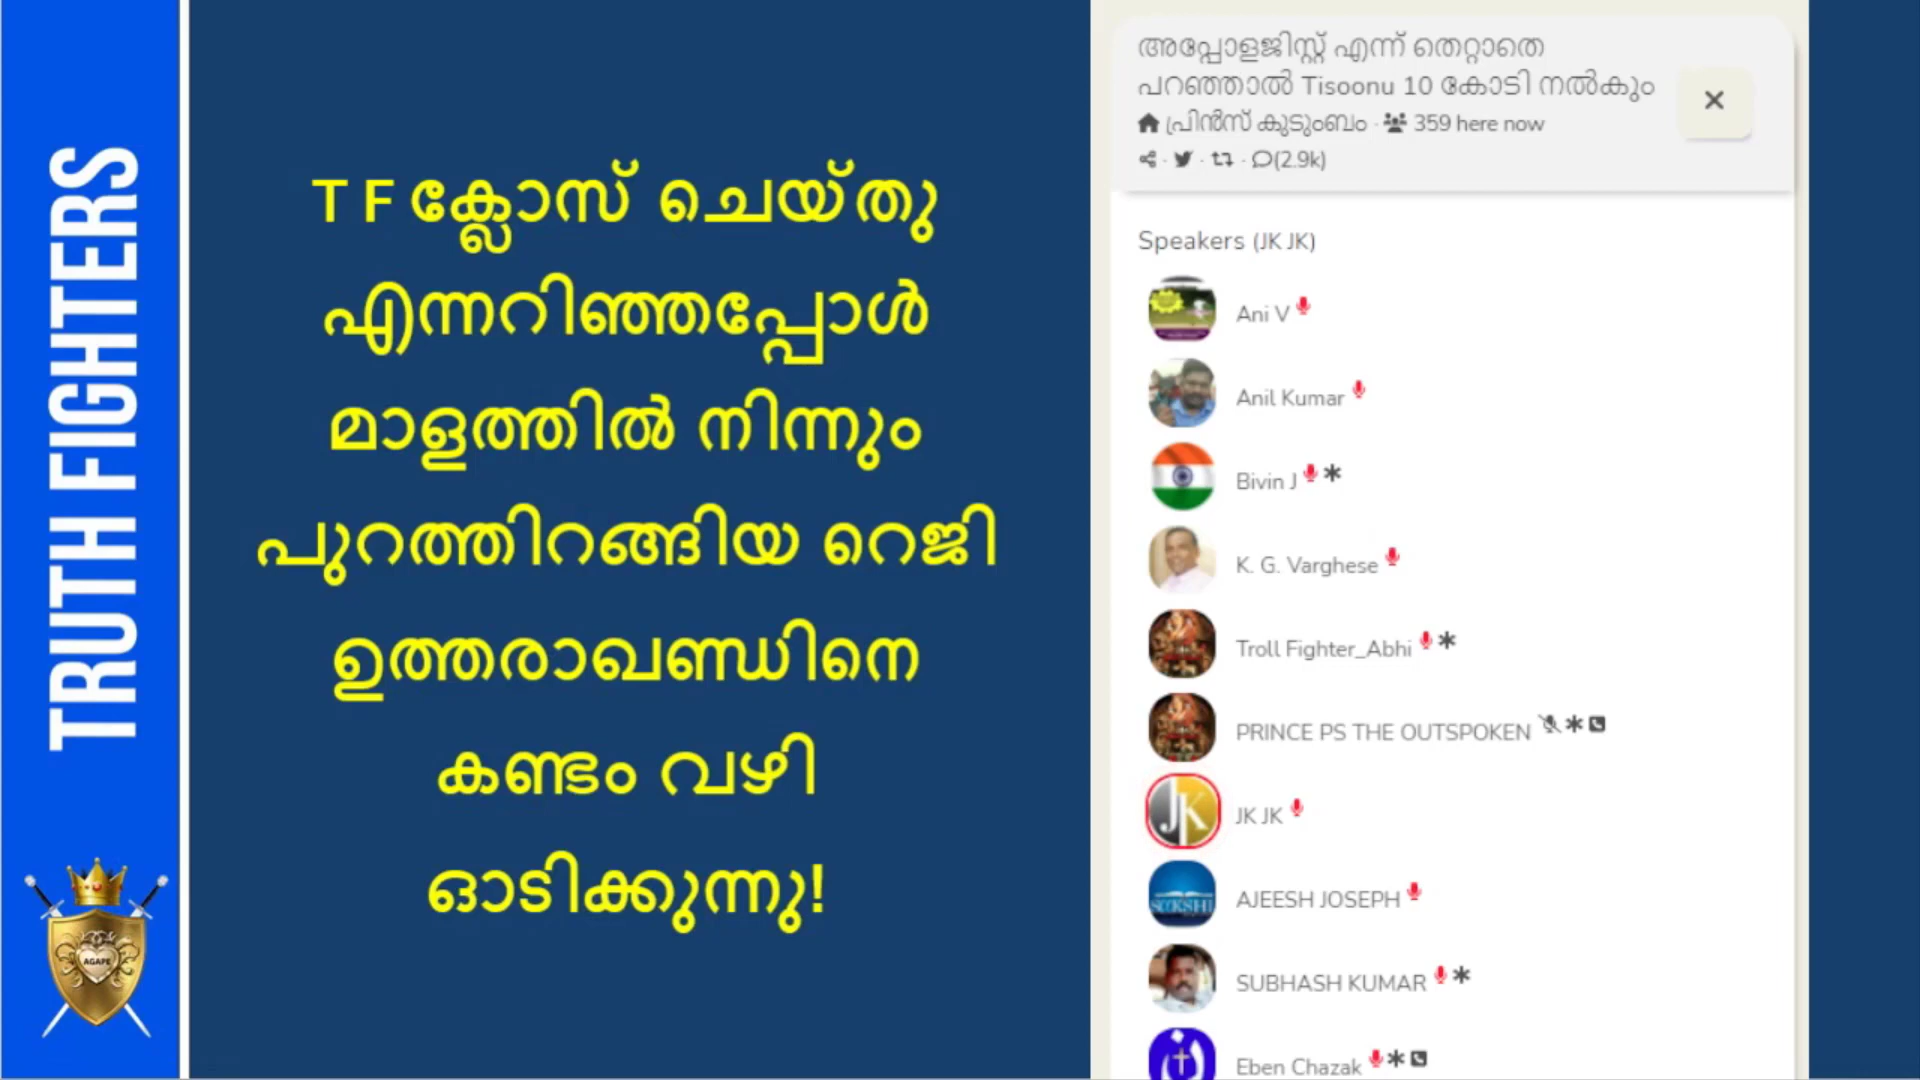 TRUTH FIGHTERS
AGAPE
T F ക്ലോസ് ചെയ്തു
എന്നറിഞ്ഞപ്പോൾ
മാളത്തിൽ നിന്നും
പുറത്തിറങ്ങിയ റെജി
ഉത്തരാഖണ്ഡിനെ
കണ്ടം വഴി
ഓടിക്കുന്നു!
അപ്പോളജിസ്റ്റ് എന്ന് തെറ്റാതെ
പറഞ്ഞാൽ Tisoonu 10 കോടി നൽകും
പ്രിൻസ് കുടുംബം · 359 here now
(2.9k)
Speakers (JK JK)
Ani V
Anil Kumar
Bivin J
K. G. Varghese
Troll Fighter_Abhi
PRINCE PS THE OUTSPOKEN
JK
JK JK
AJEESH JOSEPH
SUBHASH KUMAR
Eben Chazak